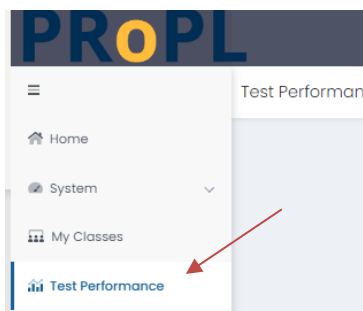 PROPL
Test Performan
Home
System
My Classes
Test Performance